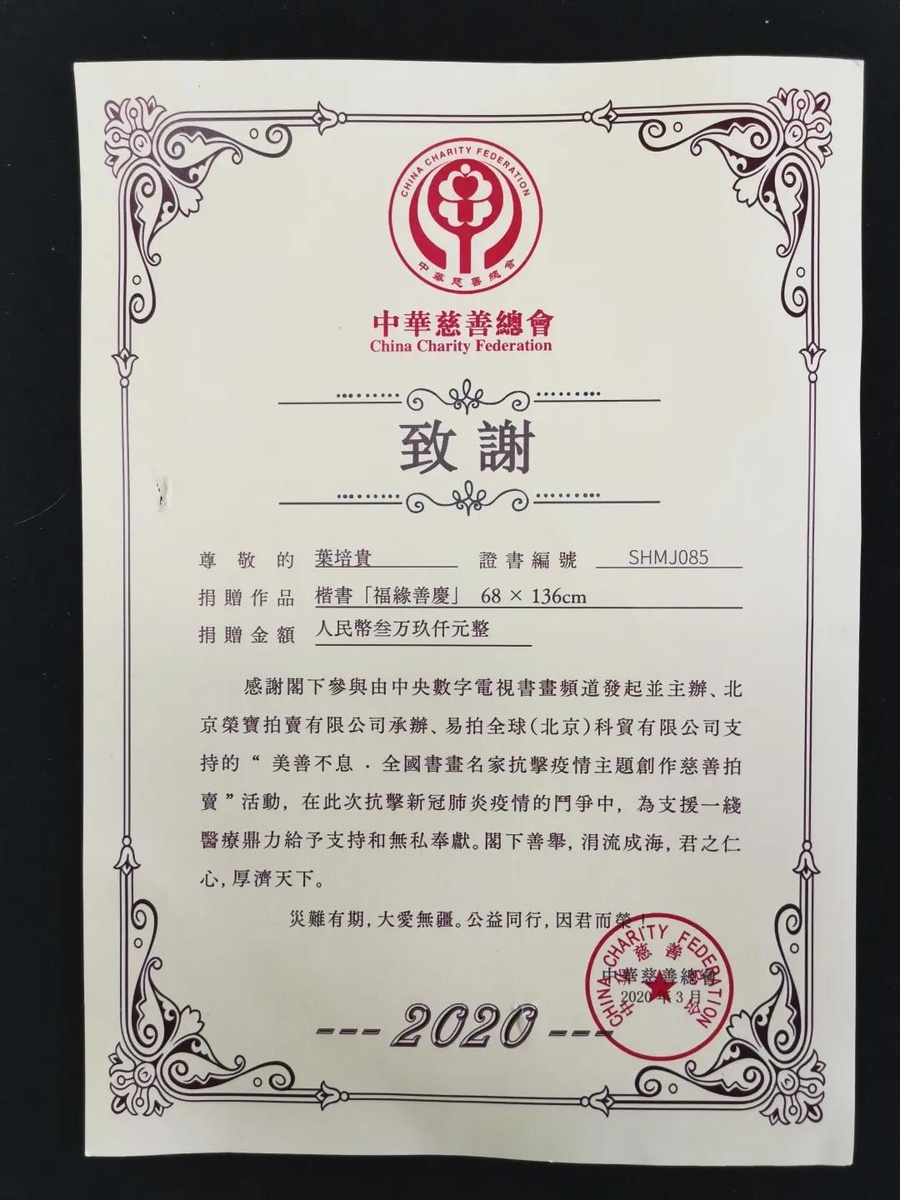 CHINA CHARITY FEDERATION
中華慈善總會
中華慈善總會
China Charity Federation
致謝
尊敬的 葉培貴 證書編號 SHMJ085
捐贈作品 楷書「福緣善慶」 68 × 136cm
捐贈金額 人民幣叁万玖仟元整
感謝閣下參與由中央數字電視書畫頻道發起並主辦、北
京榮寶拍賣有限公司承辦、易拍全球(北京)科貿有限公司支
持的“美善不息．全國書畫名家抗擊疫情主題創作慈善拍
賣”活動，在此次抗擊新冠肺炎疫情的鬥爭中，為支援一綫
醫療鼎力給予支持和無私奉獻。閣下善舉，涓流成海，君之仁
心，厚濟天下。
災難有期，大愛無疆。公益同行，因君而榮！
中華慈善總會
2020年3月
CHINA CHARITY FEDERATION
中华慈善总会
---2020---